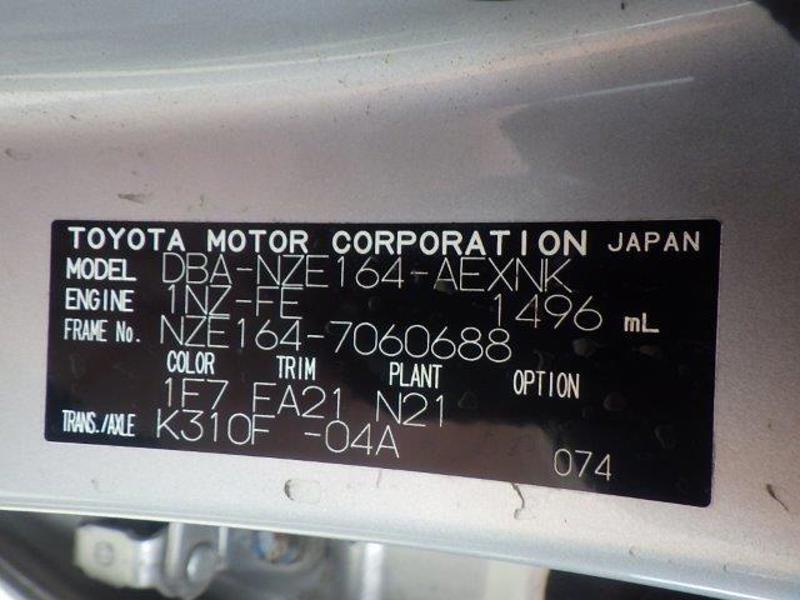 TOYOTA MOTOR CORPORATION JAPAN
MODEL DBA-NZE164-AEXNK
ENGINE 1NZ-FE 1496 mL
FRAME No. NZE164-7060688
COLOR TRIM PLANT OPTION
1F7 FA21 N21
TRANS./AXLE K310F -04A
074